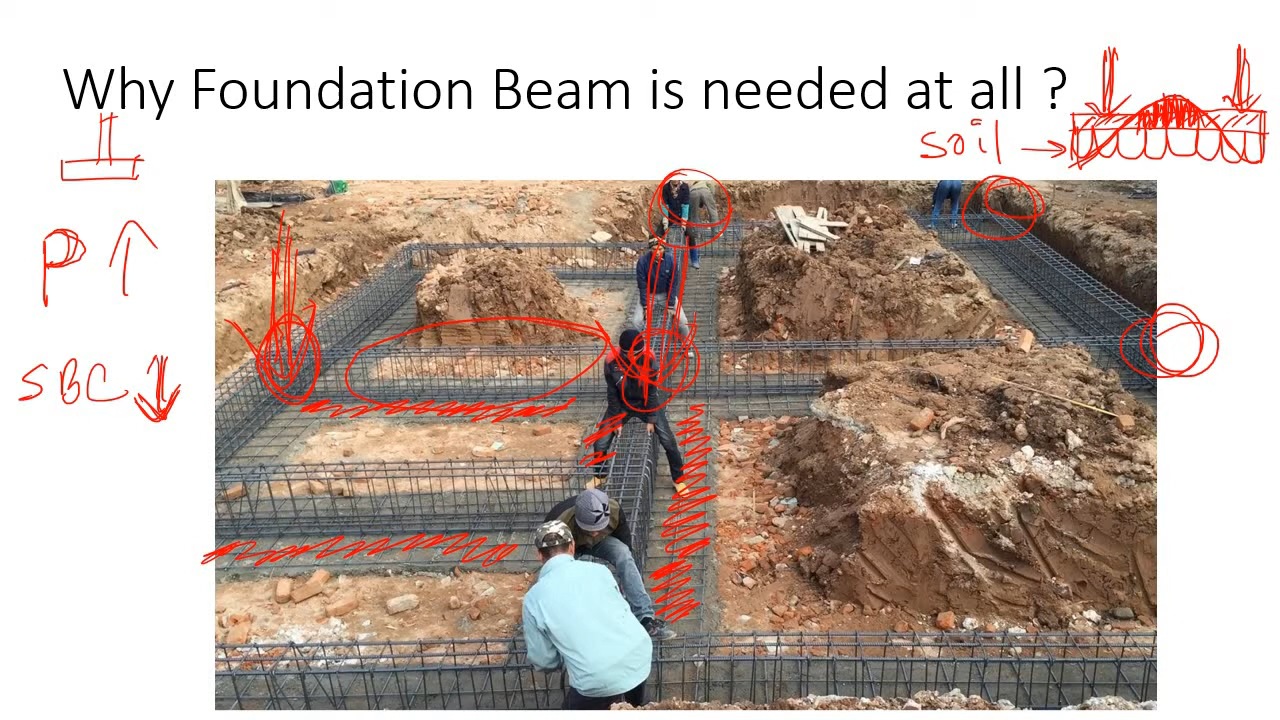 Why Foundation Beam is needed at all ?
soil
P ↑
SBC ↓